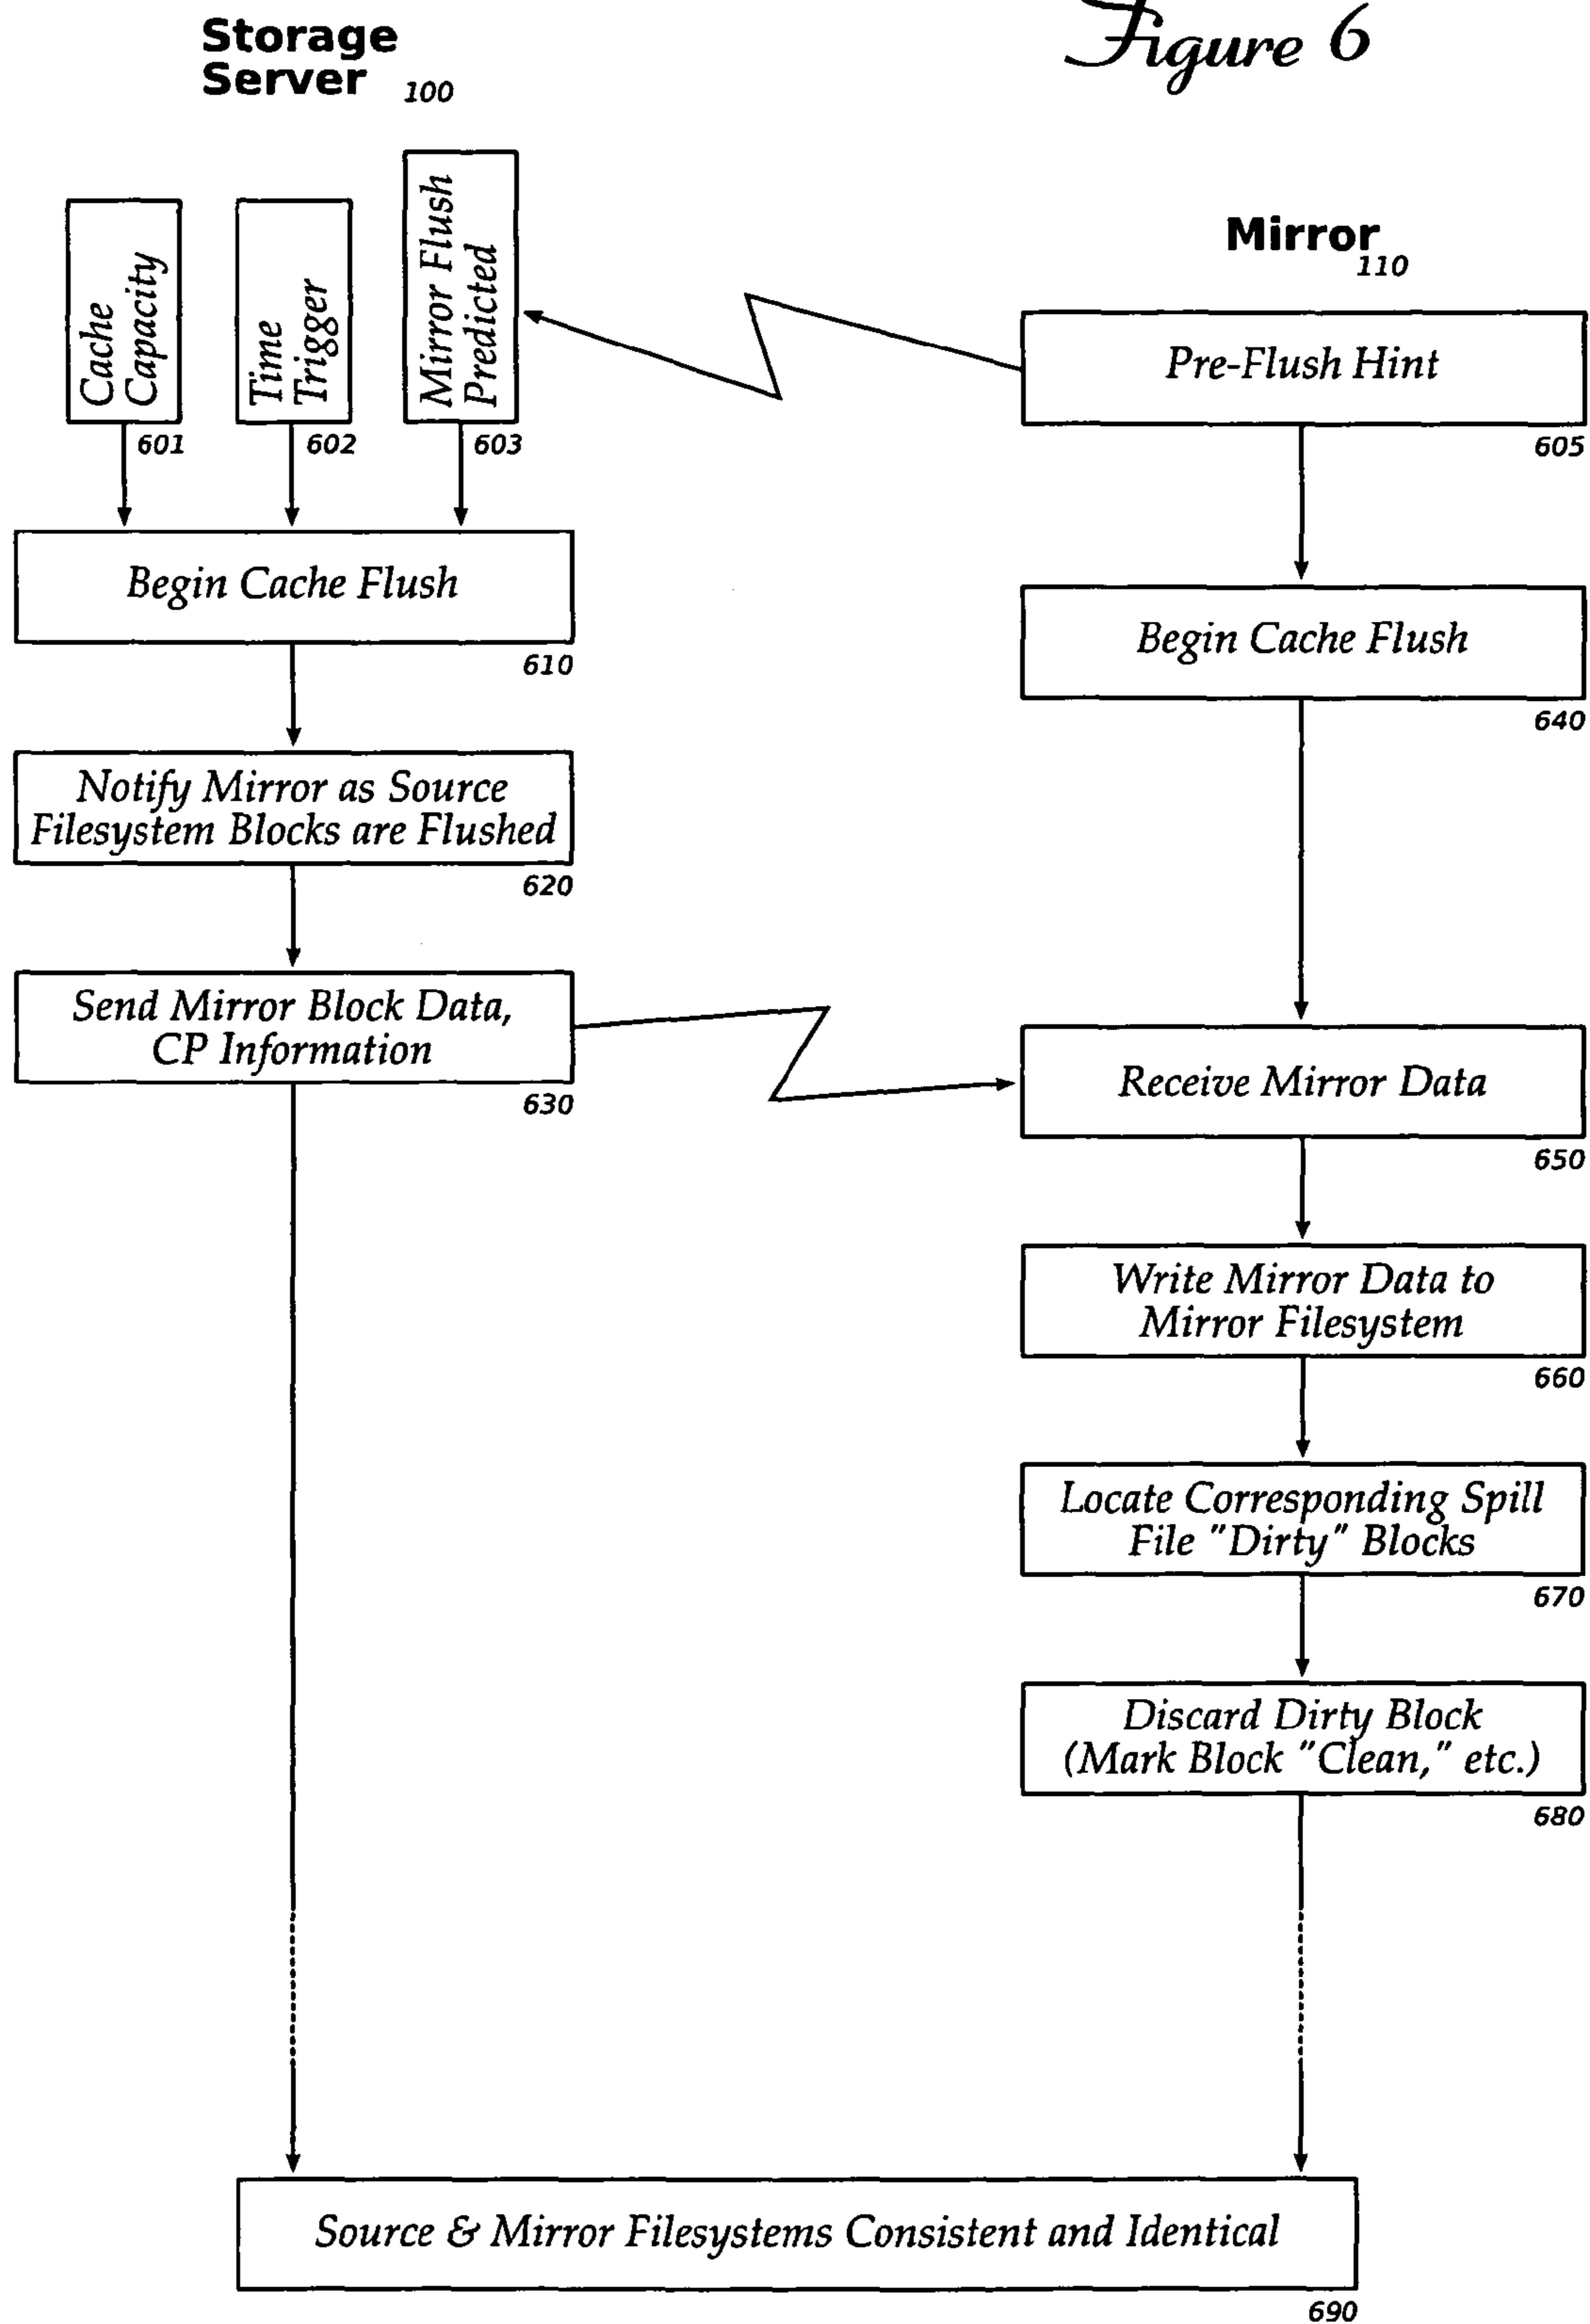 Figure 6
Storage
Server 100
Cache
Capacity
601
Time
Trigger
602
Mirror Flush
Predicted
603
Mirror
110
Pre-Flush Hint
605
Begin Cache Flush
610
Begin Cache Flush
640
Notify Mirror as Source
Filesystem Blocks are Flushed
620
Send Mirror Block Data,
CP Information
630
Receive Mirror Data
650
Write Mirror Data to
Mirror Filesystem
660
Locate Corresponding Spill
File "Dirty" Blocks
670
Discard Dirty Block
(Mark Block "Clean," etc.)
680
Source & Mirror Filesystems Consistent and Identical
690